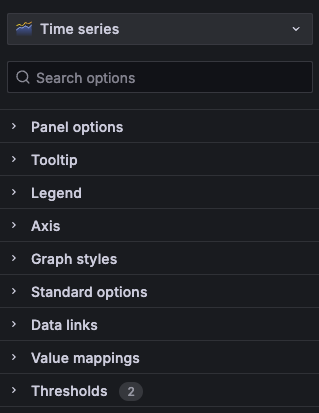 Time series
Search options
Panel options
Tooltip
Legend
Axis
Graph styles
Standard options
Data links
Value mappings
Thresholds 2